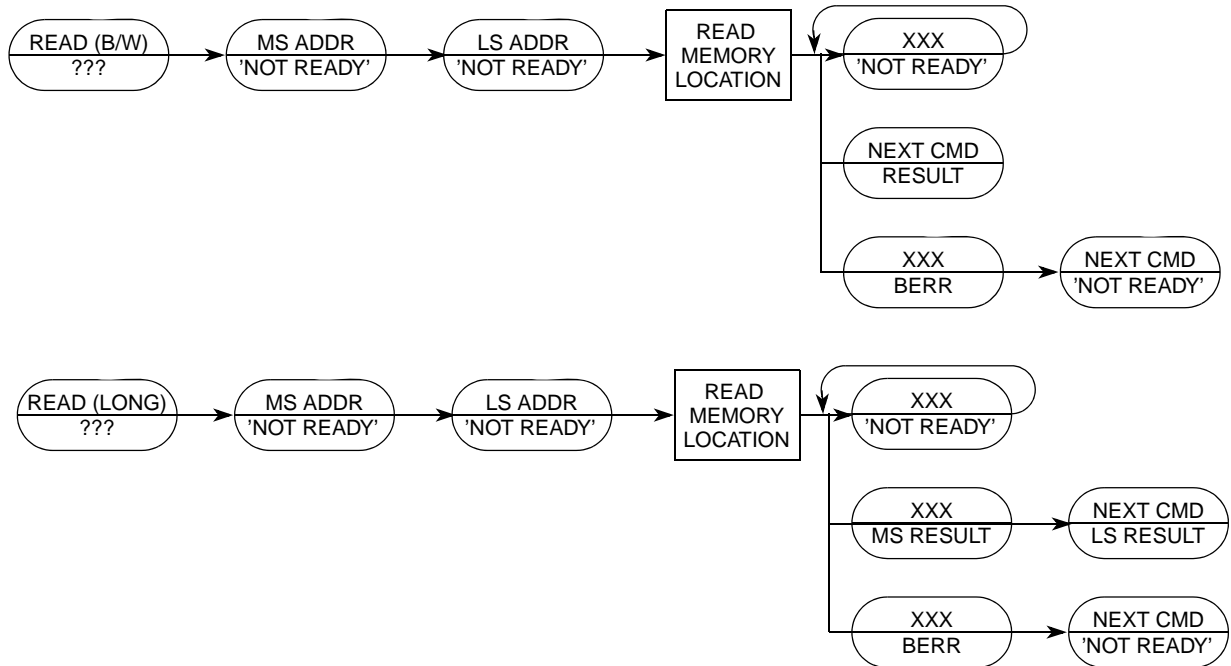 READ (B/W)
???
MS ADDR
'NOT READY'
LS ADDR
'NOT READY'
READ
MEMORY
LOCATION
XXX
'NOT READY'
NEXT CMD
RESULT
XXX
BERR
NEXT CMD
'NOT READY'
READ (LONG)
???
MS ADDR
'NOT READY'
LS ADDR
'NOT READY'
READ
MEMORY
LOCATION
XXX
'NOT READY'
XXX
MS RESULT
NEXT CMD
LS RESULT
XXX
BERR
NEXT CMD
'NOT READY'